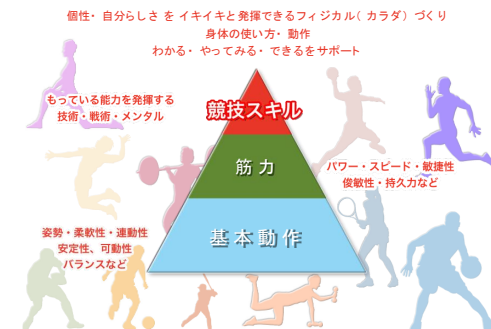 個性・自分らしさ を イキイキと発揮できるフィジカル（カラダ）づくり
身体の使い方・動作
わかる・やってみる・できるをサポート
もっている能力を発揮する
技術・戦術・メンタル
競技スキル
筋力
パワー・スピード・敏捷性
俊敏性・持久力など
姿勢・柔軟性・連動性
安定性、可動性
バランスなど
基本動作